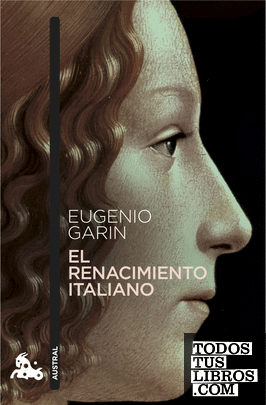 EUGENIO
GARIN
EL
RENACIMIENTO
ITALIANO
AUSTRAL
TODOS
TUS
LIBROS
.COM